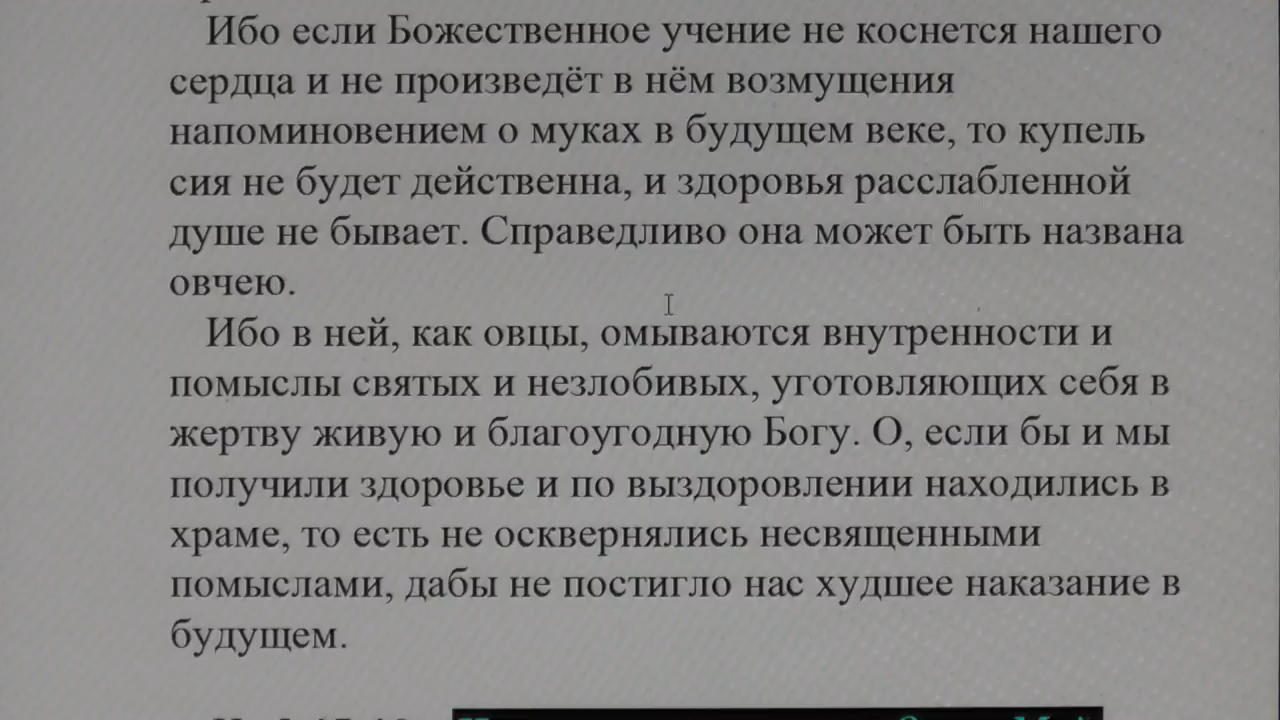 Ибо если Божественное учение не коснется нашего
сердца и не произведёт в нём возмущения
напоминовением о муках в будущем веке, то купель
сия не будет действенна, и здоровья расслабленной
душе не бывает. Справедливо она может быть названа
овчею.
Ибо в ней, как овцы, омываются внутренности и
помыслы святых и незлобивых, уготовляющих себя в
жертву живую и благоугодную Богу. О, если бы и мы
получили здоровье и по выздоровлении находились в
храме, то есть не осквернялись несвященными
помыслами, дабы не постигло нас худшее наказание в
будущем.